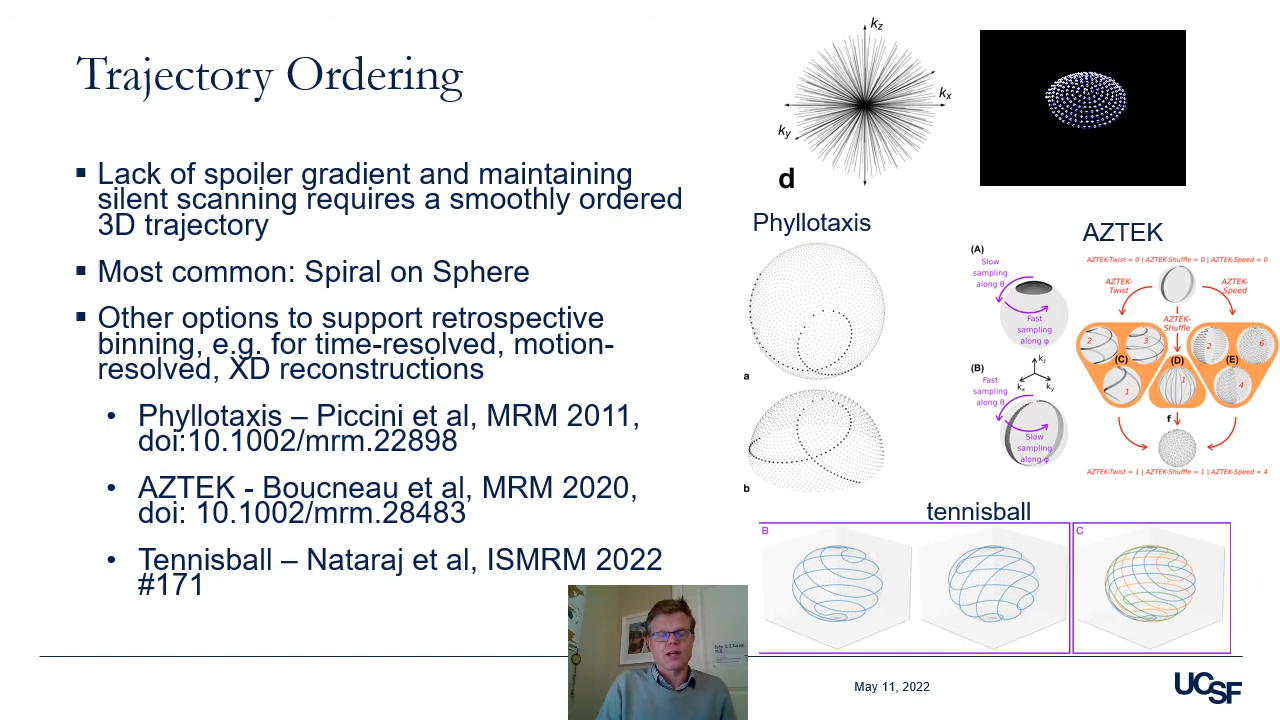 Trajectory Ordering
▪ Lack of spoiler gradient and maintaining
silent scanning requires a smoothly ordered
3D trajectory
▪ Most common: Spiral on Sphere
▪ Other options to support retrospective
binning, e.g. for time-resolved, motion-
resolved, XD reconstructions
• Phyllotaxis – Piccini et al, MRM 2011,
doi:10.1002/mrm.22898
• AZTEK - Boucneau et al, MRM 2020,
doi: 10.1002/mrm.28483
• Tennisball – Nataraj et al, ISMRM 2022
#171
kz
kx
ky
d
Phyllotaxis
a
b
AZTEK
(A)
Slow
sampling
along θ
Fast
sampling
along φ
kz
kx
ky
(B)
Fast
sampling
along θ
Slow
sampling
along φ
AZTEK-Twist = 0 | AZTEK-Shuffle = 0 | AZTEK-Speed = 0
AZTEK-
Twist
AZTEK-
Speed
AZTEK-
Shuffle
2
3
2
6
(C)
(D)
(E)
1
1
4
f
AZTEK-Twist = 1 | AZTEK-Shuffle = 1 | AZTEK-Speed = 4
tennisball
B
C
May 11, 2022
UCSF